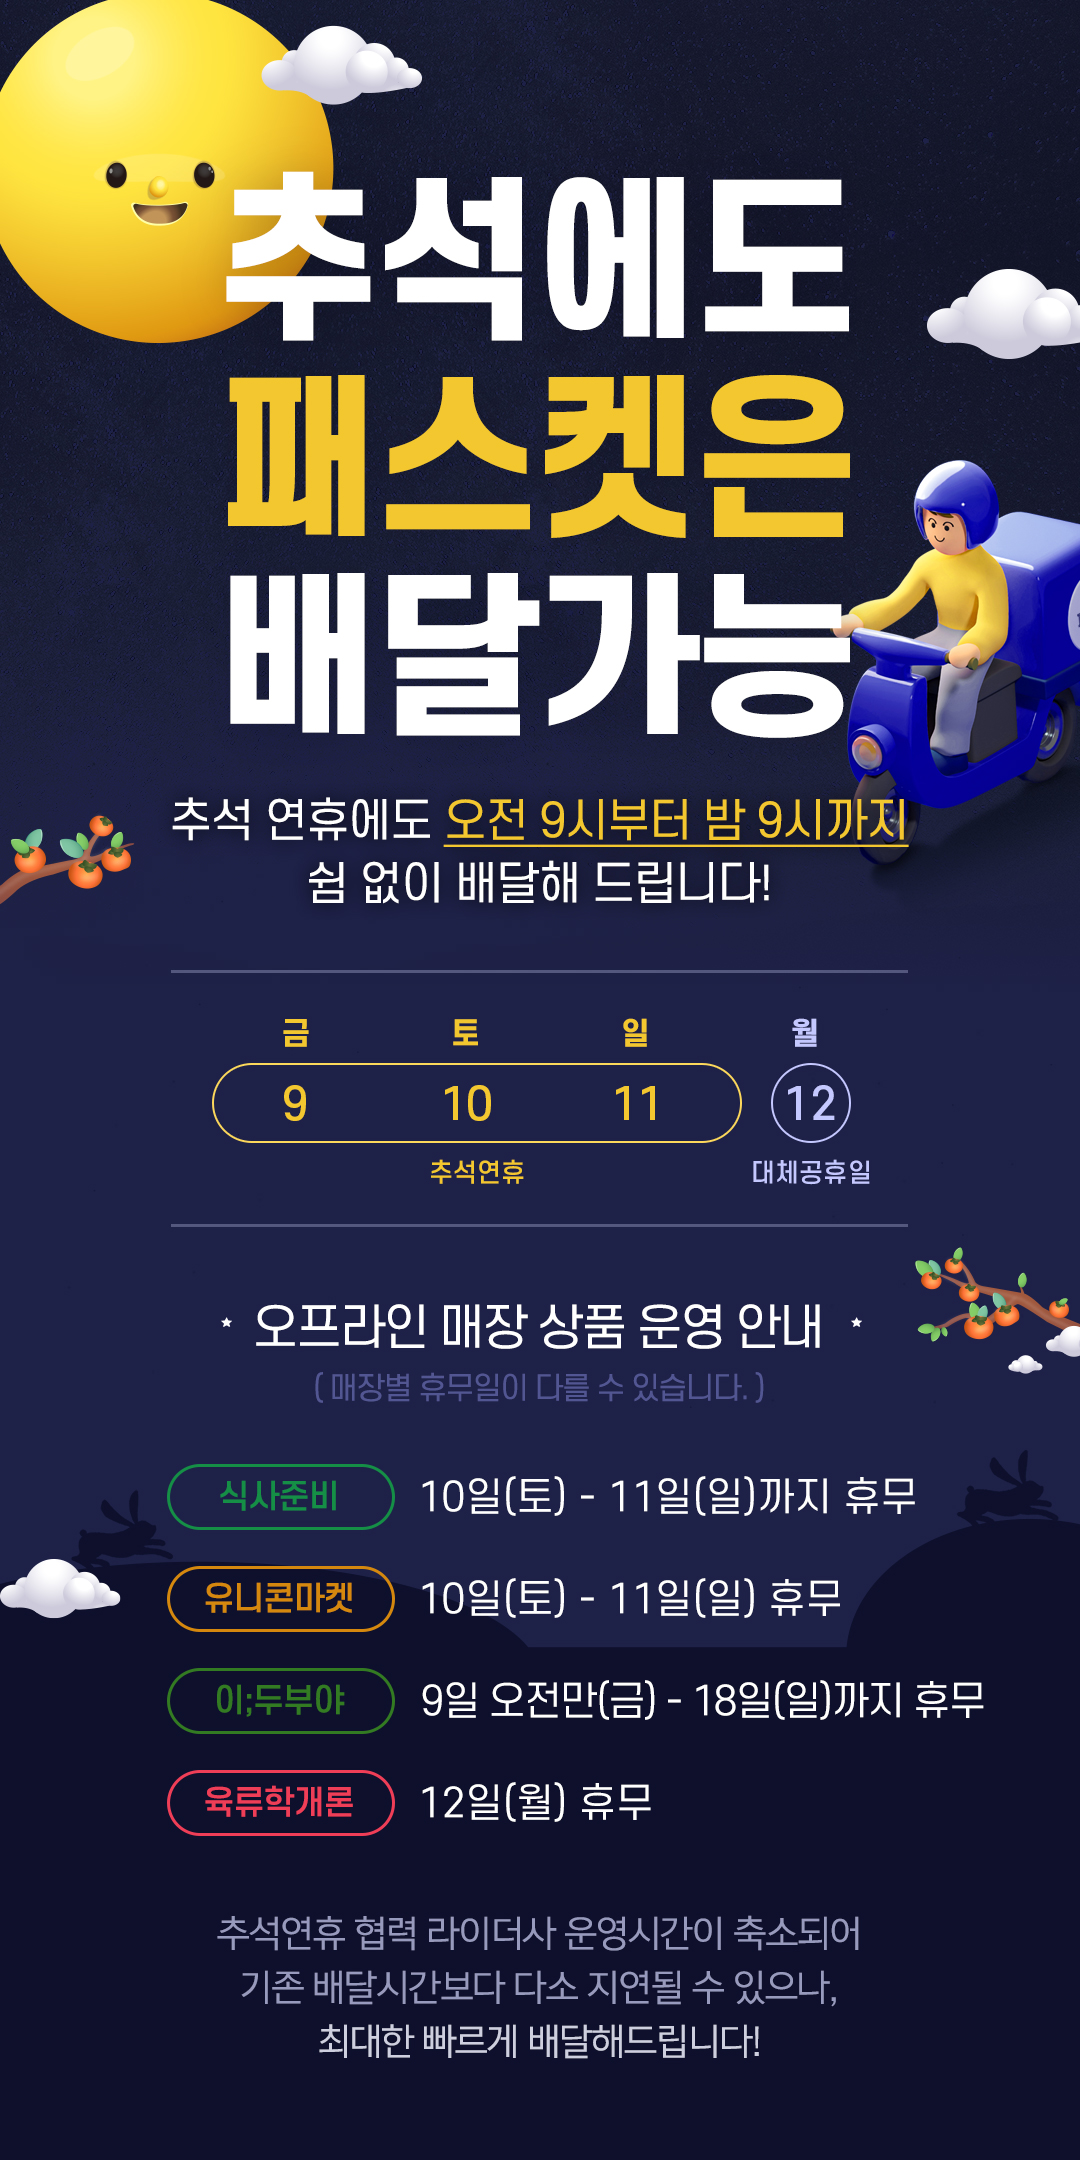 추석에도
패스켓은
배달가능
추석 연휴에도 오전 9시부터 밤 9시까지
쉼 없이 배달해 드립니다!
금 토 일 월
9 10 11 12
추석연휴 대체공휴일
오프라인 매장 상품 운영 안내
( 매장별 휴무일이 다를 수 있습니다. )
식사준비 10일(토) - 11일(일)까지 휴무
유니콘마켓 10일(토) - 11일(일) 휴무
이;두부야 9일 오전만(금) - 18일(일)까지 휴무
육류학개론 12일(월) 휴무
추석연휴 협력 라이더사 운영시간이 축소되어
기존 배달시간보다 다소 지연될 수 있으나,
최대한 빠르게 배달해드립니다!